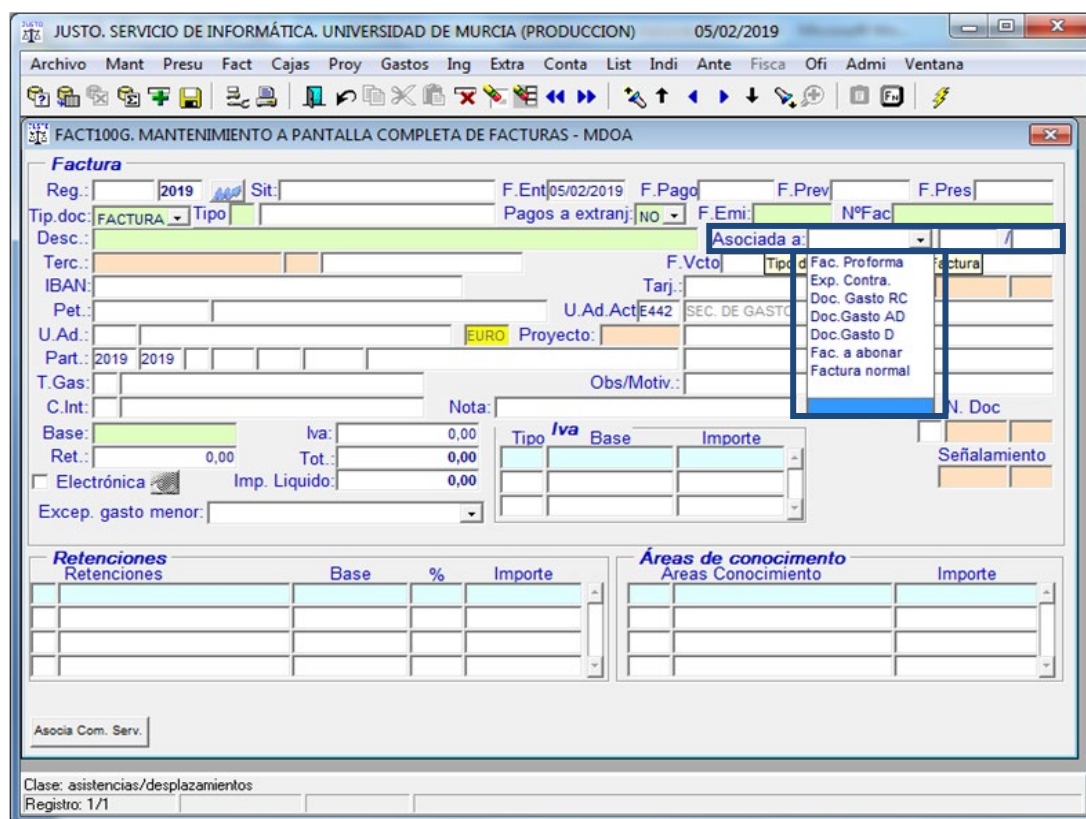 JUSTO. SERVICIO DE INFORMÁTICA. UNIVERSIDAD DE MURCIA (PRODUCCION) 05/02/2019
Archivo Mant Presu Fact Cajas Proy Gastos Ing Extra Conta List Indi Ante Fisca Ofi Admi Ventana
FACT100G. MANTENIMIENTO A PANTALLA COMPLETA DE FACTURAS - MDOA
Factura
Reg.: 2019 Sit: F.Ent 05/02/2019 F.Pago F.Prev F.Pres
Tip.doc: FACTURA Tipo Pagos a extranj: NO F.Emi: NºFac
Desc.: Asociada a: /
Terc.: F.Vcto Tipo d Fac. Proforma Factura
IBAN: Tarj.: Exp. Contra.
Doc. Gasto RC
Pet.: U.Ad.Act E442 SEC. DE GASTO Doc.Gasto AD
U.Ad.: EURO Proyecto: Doc.Gasto D
Part.: 2019 2019 Fac. a abonar
Factura normal
T.Gas: Obs/Motiv.:
C.Int: Nota: N. Doc
Base: Iva: 0,00 Iva
Tipo Base Importe
Ret.: 0,00 Tot.: 0,00 Señalamiento
Electrónica Imp. Liquido: 0,00
Excep. gasto menor:
Retenciones Áreas de conocimento
Retenciones Base % Importe Areas Conocimiento Importe
Asocia Com. Serv.
Clase: asistencias/desplazamientos
Registro: 1/1